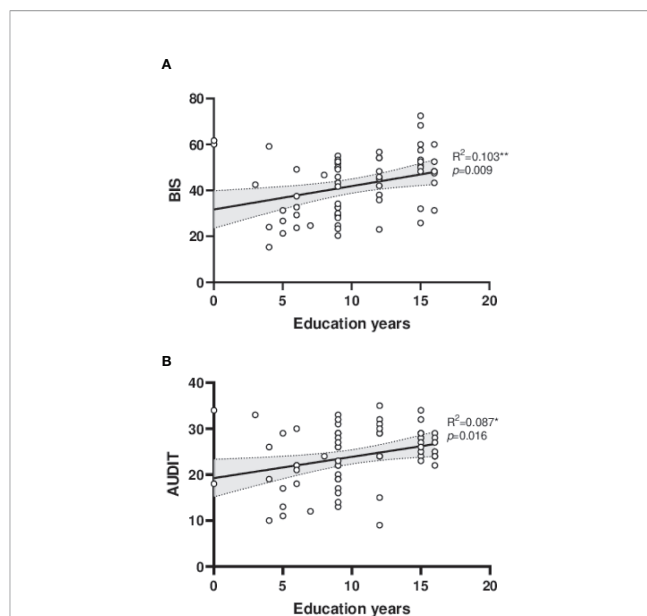 A
80
60
40
20
0
BIS
R²=0.103**
p=0.009
0 5 10 15 20
Education years
B
40
30
20
10
0
AUDIT
R²=0.087*
p=0.016
0 5 10 15 20
Education years